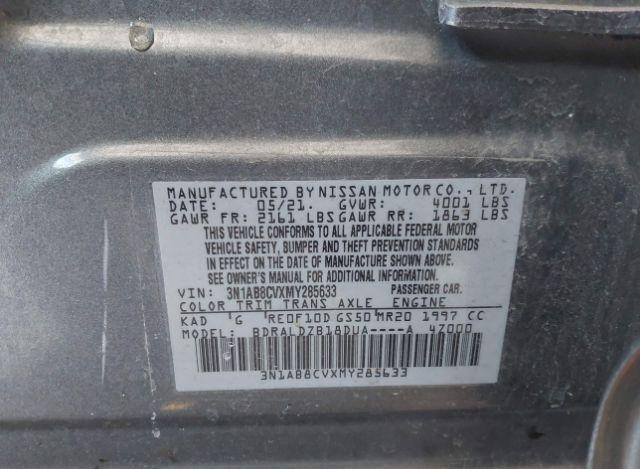 MANUFACTURED BY NISSAN MOTOR CO., LTD.
DATE: 05/21. GVWR: 4001 LBS
GAWR FR: 2161 LBS GAWR RR: 1863 LBS
THIS VEHICLE CONFORMS TO ALL APPLICABLE FEDERAL MOTOR
VEHICLE SAFETY, BUMPER AND THEFT PREVENTION STANDARDS
IN EFFECT ON THE DATE OF MANUFACTURE SHOWN ABOVE.
SEE OWNER'S MANUAL FOR ADDITIONAL INFORMATION.
VIN: 3N1AB8CVXMY285633 PASSENGER CAR.
COLOR TRIM TRANS AXLE ENGINE
KAD G RE0F10D GS50 MR20 1997 CC
MODEL: BDRALDZB18DUA----A 4Z000
3N1AB8CVXMY285633